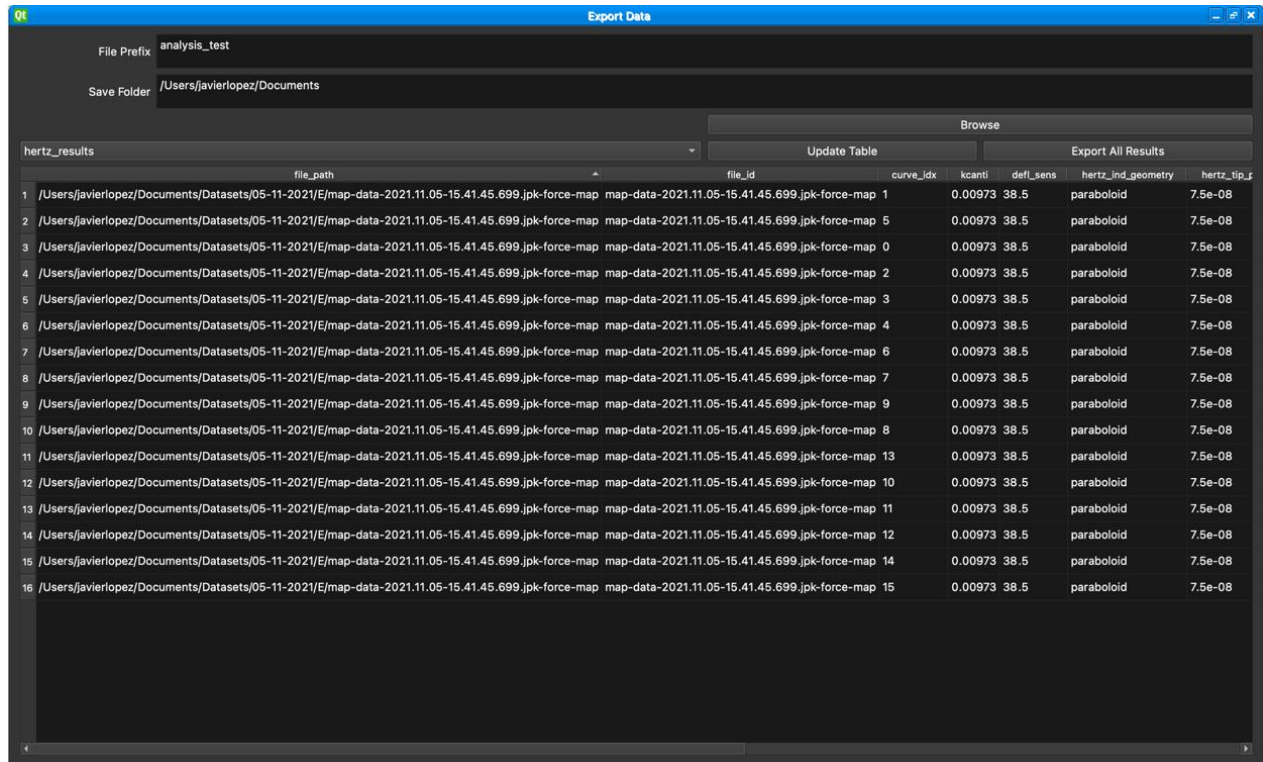 Qt Export Data
File Prefix analysis_test
Save Folder /Users/javierlopez/Documents
Browse
hertz_results Update Table Export All Results
file_path file_id curve_idx kcanti defl_sens hertz_ind_geometry hertz_tip_p
1 /Users/javierlopez/Documents/Datasets/05-11-2021/E/map-data-2021.11.05-15.41.45.699.jpk-force-map map-data-2021.11.05-15.41.45.699.jpk-force-map 1 0.00973 38.5 paraboloid 7.5e-08
2 /Users/javierlopez/Documents/Datasets/05-11-2021/E/map-data-2021.11.05-15.41.45.699.jpk-force-map map-data-2021.11.05-15.41.45.699.jpk-force-map 5 0.00973 38.5 paraboloid 7.5e-08
3 /Users/javierlopez/Documents/Datasets/05-11-2021/E/map-data-2021.11.05-15.41.45.699.jpk-force-map map-data-2021.11.05-15.41.45.699.jpk-force-map 0 0.00973 38.5 paraboloid 7.5e-08
4 /Users/javierlopez/Documents/Datasets/05-11-2021/E/map-data-2021.11.05-15.41.45.699.jpk-force-map map-data-2021.11.05-15.41.45.699.jpk-force-map 2 0.00973 38.5 paraboloid 7.5e-08
5 /Users/javierlopez/Documents/Datasets/05-11-2021/E/map-data-2021.11.05-15.41.45.699.jpk-force-map map-data-2021.11.05-15.41.45.699.jpk-force-map 3 0.00973 38.5 paraboloid 7.5e-08
6 /Users/javierlopez/Documents/Datasets/05-11-2021/E/map-data-2021.11.05-15.41.45.699.jpk-force-map map-data-2021.11.05-15.41.45.699.jpk-force-map 4 0.00973 38.5 paraboloid 7.5e-08
7 /Users/javierlopez/Documents/Datasets/05-11-2021/E/map-data-2021.11.05-15.41.45.699.jpk-force-map map-data-2021.11.05-15.41.45.699.jpk-force-map 6 0.00973 38.5 paraboloid 7.5e-08
8 /Users/javierlopez/Documents/Datasets/05-11-2021/E/map-data-2021.11.05-15.41.45.699.jpk-force-map map-data-2021.11.05-15.41.45.699.jpk-force-map 7 0.00973 38.5 paraboloid 7.5e-08
9 /Users/javierlopez/Documents/Datasets/05-11-2021/E/map-data-2021.11.05-15.41.45.699.jpk-force-map map-data-2021.11.05-15.41.45.699.jpk-force-map 9 0.00973 38.5 paraboloid 7.5e-08
10 /Users/javierlopez/Documents/Datasets/05-11-2021/E/map-data-2021.11.05-15.41.45.699.jpk-force-map map-data-2021.11.05-15.41.45.699.jpk-force-map 8 0.00973 38.5 paraboloid 7.5e-08
11 /Users/javierlopez/Documents/Datasets/05-11-2021/E/map-data-2021.11.05-15.41.45.699.jpk-force-map map-data-2021.11.05-15.41.45.699.jpk-force-map 13 0.00973 38.5 paraboloid 7.5e-08
12 /Users/javierlopez/Documents/Datasets/05-11-2021/E/map-data-2021.11.05-15.41.45.699.jpk-force-map map-data-2021.11.05-15.41.45.699.jpk-force-map 10 0.00973 38.5 paraboloid 7.5e-08
13 /Users/javierlopez/Documents/Datasets/05-11-2021/E/map-data-2021.11.05-15.41.45.699.jpk-force-map map-data-2021.11.05-15.41.45.699.jpk-force-map 11 0.00973 38.5 paraboloid 7.5e-08
14 /Users/javierlopez/Documents/Datasets/05-11-2021/E/map-data-2021.11.05-15.41.45.699.jpk-force-map map-data-2021.11.05-15.41.45.699.jpk-force-map 12 0.00973 38.5 paraboloid 7.5e-08
15 /Users/javierlopez/Documents/Datasets/05-11-2021/E/map-data-2021.11.05-15.41.45.699.jpk-force-map map-data-2021.11.05-15.41.45.699.jpk-force-map 14 0.00973 38.5 paraboloid 7.5e-08
16 /Users/javierlopez/Documents/Datasets/05-11-2021/E/map-data-2021.11.05-15.41.45.699.jpk-force-map map-data-2021.11.05-15.41.45.699.jpk-force-map 15 0.00973 38.5 paraboloid 7.5e-08